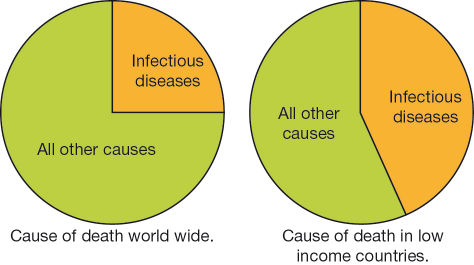 Infectious
diseases
All other causes
Cause of death world wide.
Infectious
diseases
All other
causes
Cause of death in low
income countries.